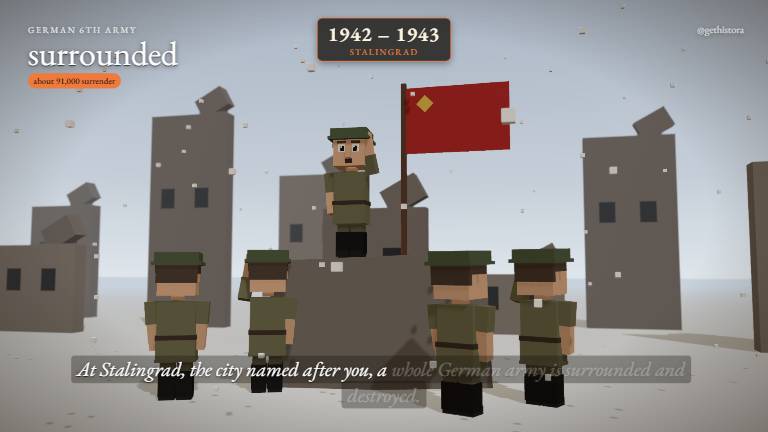 GERMAN 6TH ARMY
surrounded
about 91,000 surrender
1942 – 1943
STALINGRAD
@gethistora
At Stalingrad, the city named after you, a whole German army is surrounded and
destroyed.